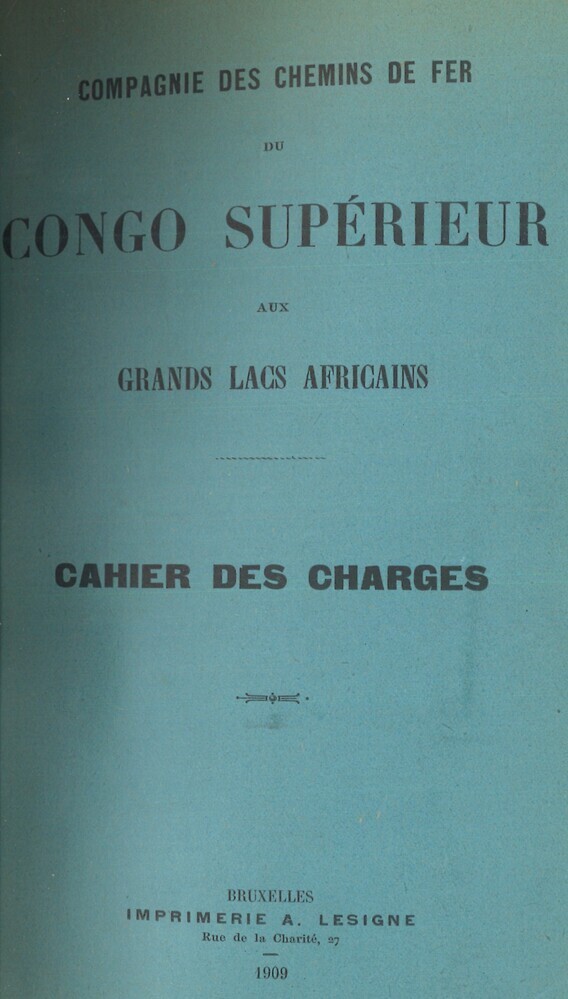 COMPAGNIE DES CHEMINS DE FER
DU
CONGO SUPÉRIEUR
AUX
GRANDS LACS AFRICAINS
CAHIER DES CHARGES
BRUXELLES
IMPRIMERIE A. LESIGNE
Rue de la Charité, 27
1909